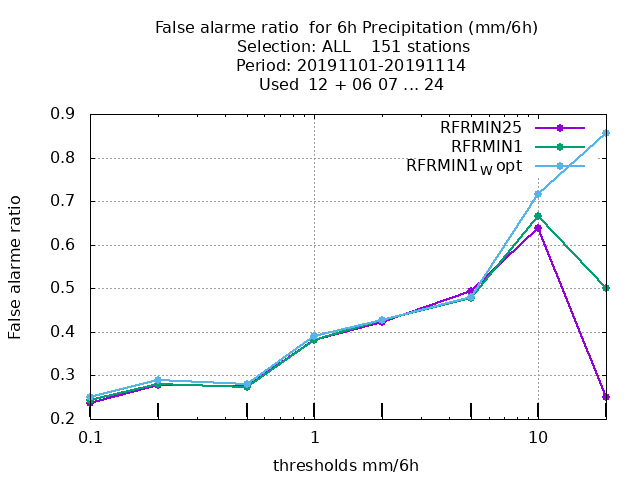 False alarme ratio  for 6h Precipitation (mm/6h)
Selection: ALL    151 stations
Period: 20191101-20191114
Used  12 + 06 07 ... 24
RFRMIN25
RFRMIN1
RFRMIN1w opt
False alarme ratio
0.9
0.8
0.7
0.6
0.5
0.4
0.3
0.2
0.1 1 10
thresholds mm/6h